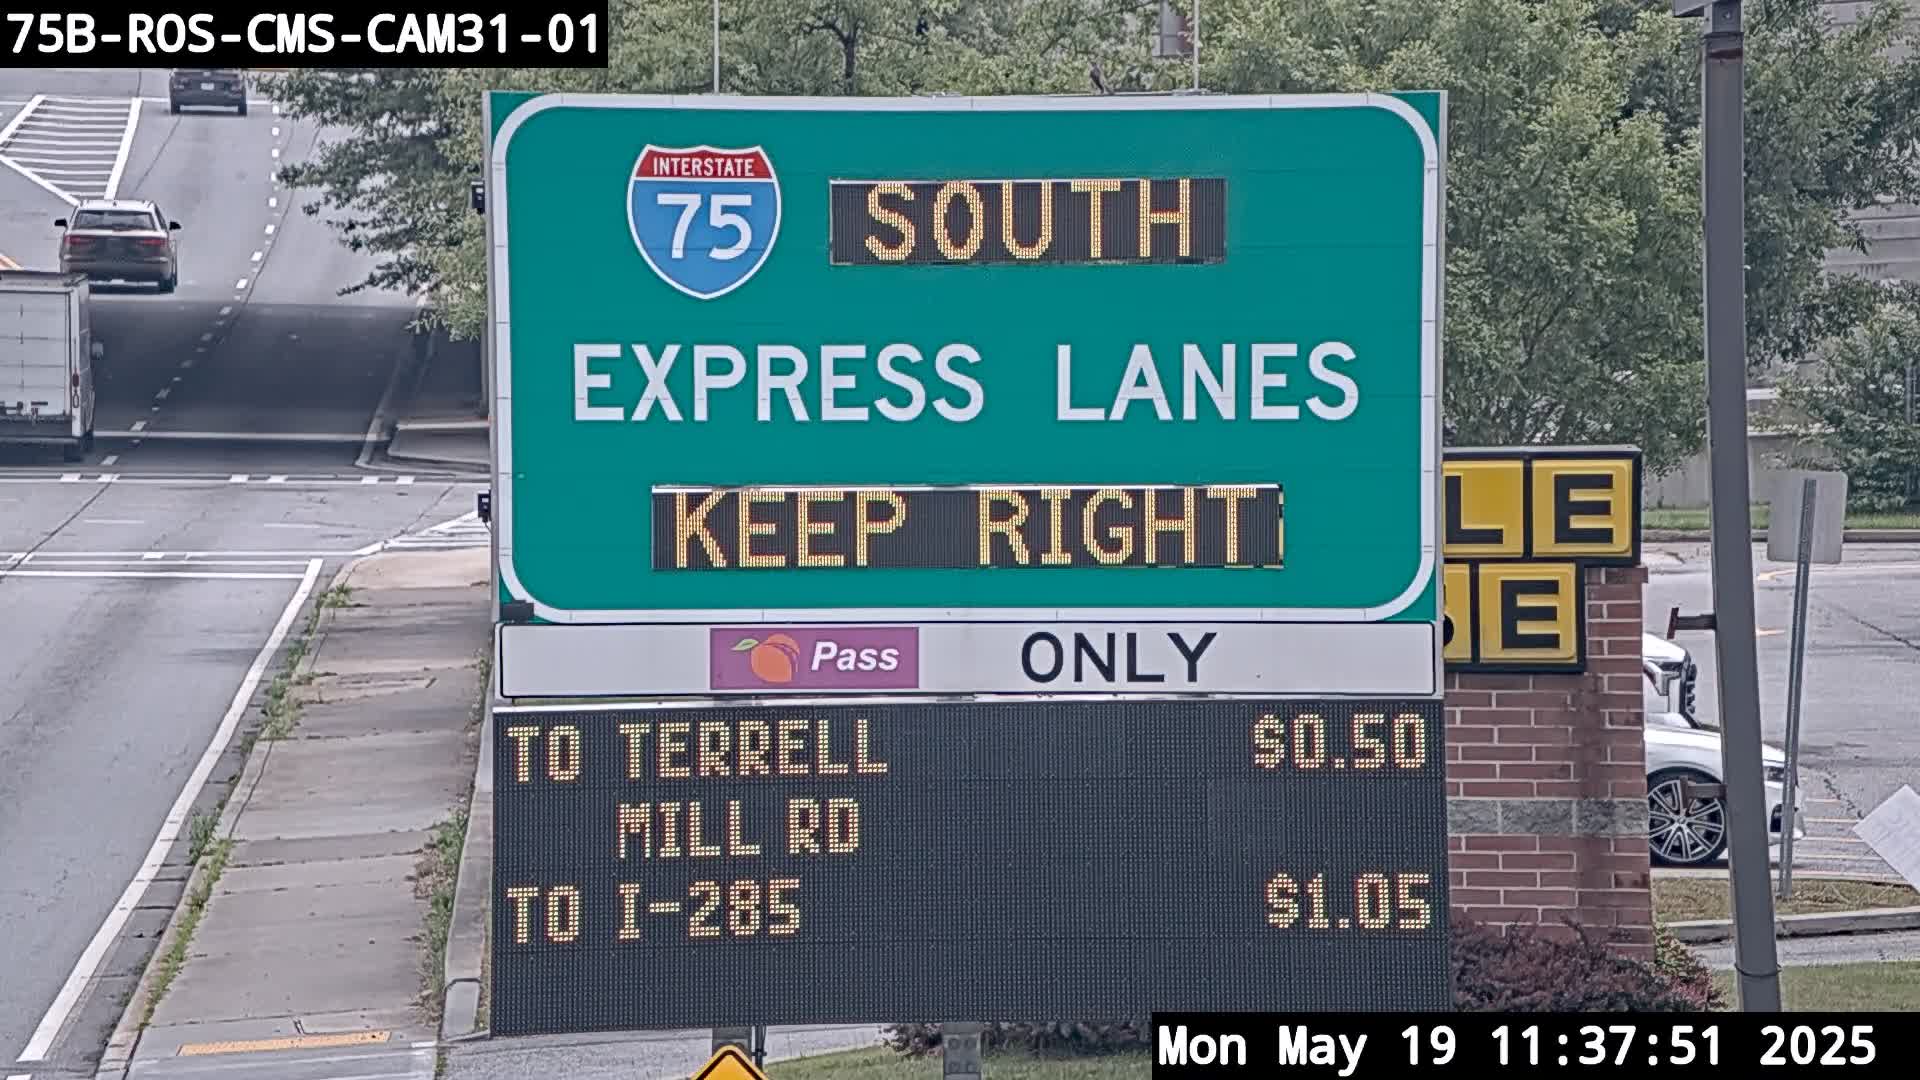 75B-ROS-CMS-CAM31-01
INTERSTATE
75
SOUTH
EXPRESS LANES
KEEP RIGHT
Pass ONLY
TO TERRELL $0.50
MILL RD
TO I-285 $1.05
LE
E
Mon May 19 11:37:51 2025